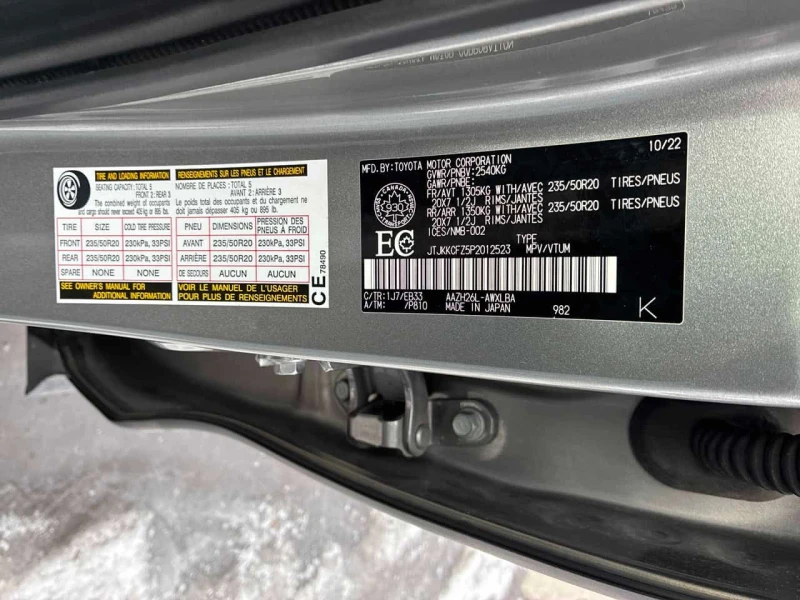 TIRE AND LOADING INFORMATION
SEATING CAPACITY: TOTAL 5
FRONT 2: REAR 3
The combined weight of occupants
and cargo should never exceed 405 kg or 895 lbs.
TIRE SIZE COLD TIRE PRESSURE
FRONT 235/50R20 230kPa, 33PSI
REAR 235/50R20 230kPa, 33PSI
SPARE NONE NONE
SEE OWNER'S MANUAL FOR
ADDITIONAL INFORMATION
RENSEIGNEMENTS SUR LES PNEUS ET LE CHARGEMENT
NOMBRE DE PLACES: TOTAL 5
AVANT 2: ARRIÈRE 3
Le poids total des occupants et du chargement ne
doit jamais dépasser 405 kg ou 895 lb.
PNEU DIMENSIONS PRESSION DES PNEUS À FROID
AVANT 235/50R20 230kPa, 33PSI
ARRIÈRE 235/50R20 230kPa, 33PSI
DE SECOURS AUCUN AUCUN
VOIR LE MANUEL DE L'USAGER
POUR PLUS DE RENSEIGNEMENTS
CE 78490
10/22
MFD.BY:TOYOTA MOTOR CORPORATION
GVWR/PNBV:2540KG
GAWR/PNBE:
FR/AVT 1305KG WITH/AVEC 235/50R20 TIRES/PNEUS
20X7 1/2J RIMS/JANTES
RR/ARR 1350KG WITH/AVEC 235/50R20 TIRES/PNEUS
20X7 1/2J RIMS/JANTES
ICES/NMB-002
CANADA
EC
TYPE
JTJKKCFZ5P2012523 MPV/VTUM
C/TR:1J7/EB33 AAZH26L-AWXLBA
A/TM: /P810 MADE IN JAPAN 982
K